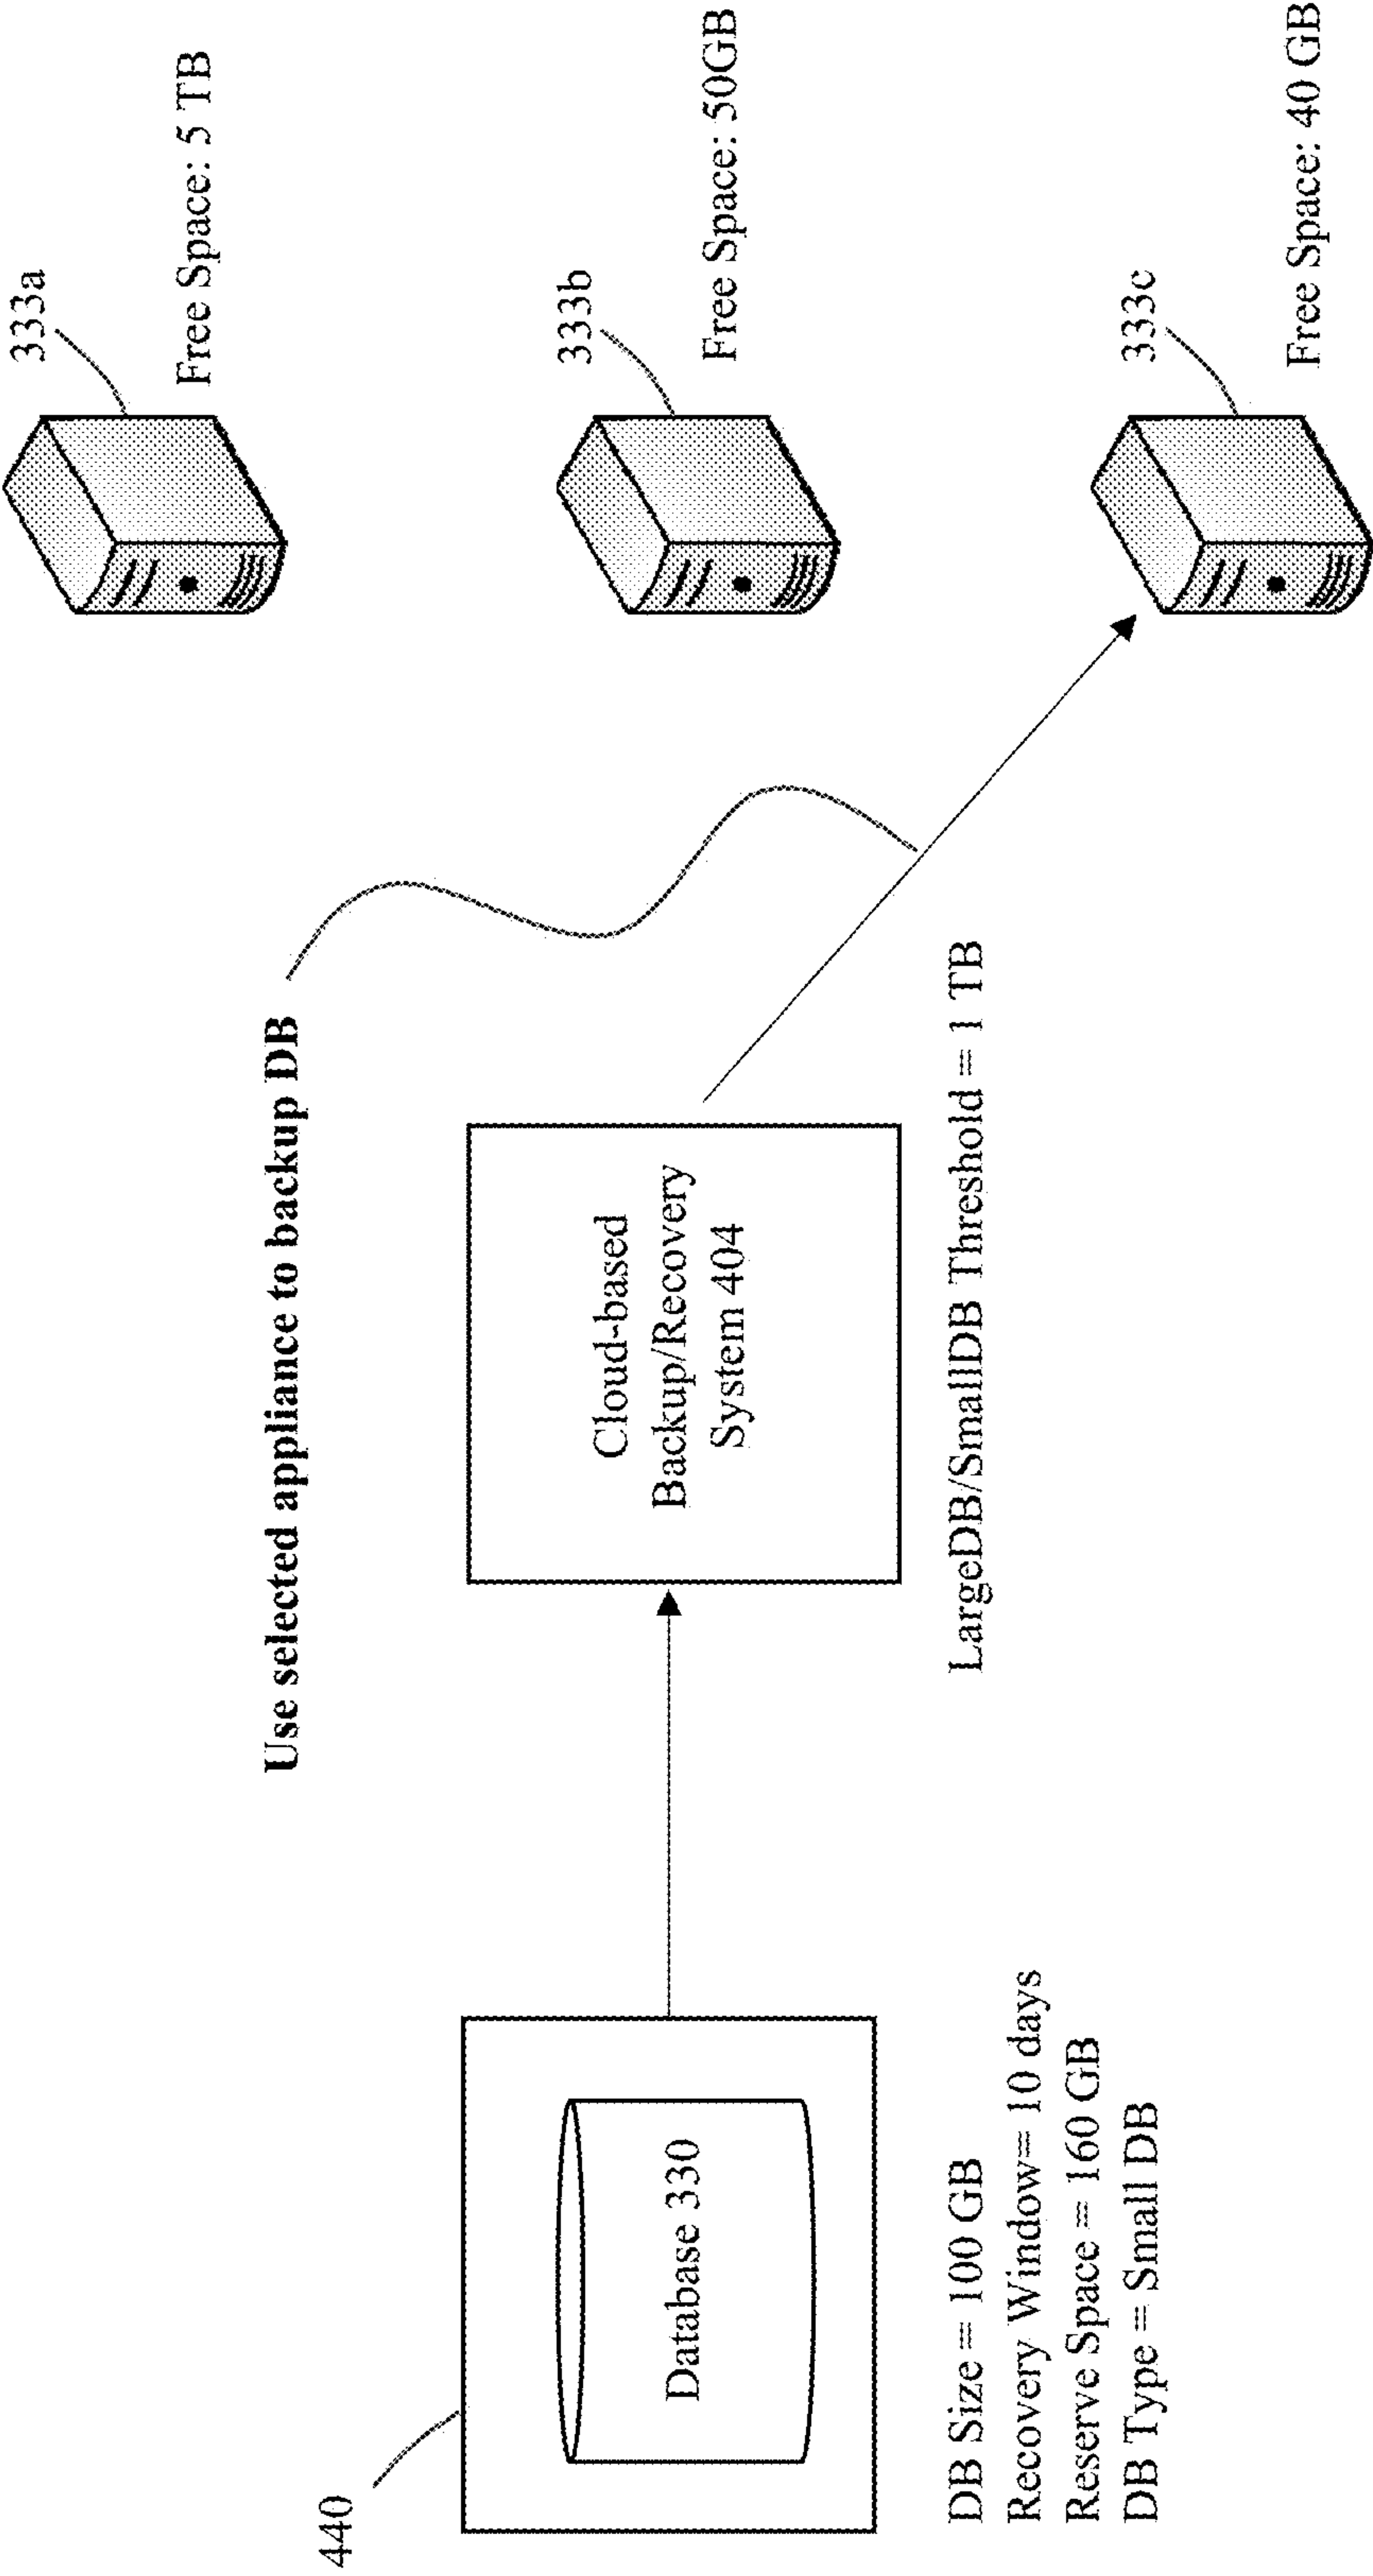 440
Database 330
DB Size = 100 GB
Recovery Window= 10 days
Reserve Space = 160 GB
DB Type = Small DB
Use selected appliance to backup DB
Cloud-based
Backup/Recovery
System 404
LargeDB/SmallDB Threshold = 1 TB
333a
Free Space: 5 TB
333b
Free Space: 50GB
333c
Free Space: 40 GB